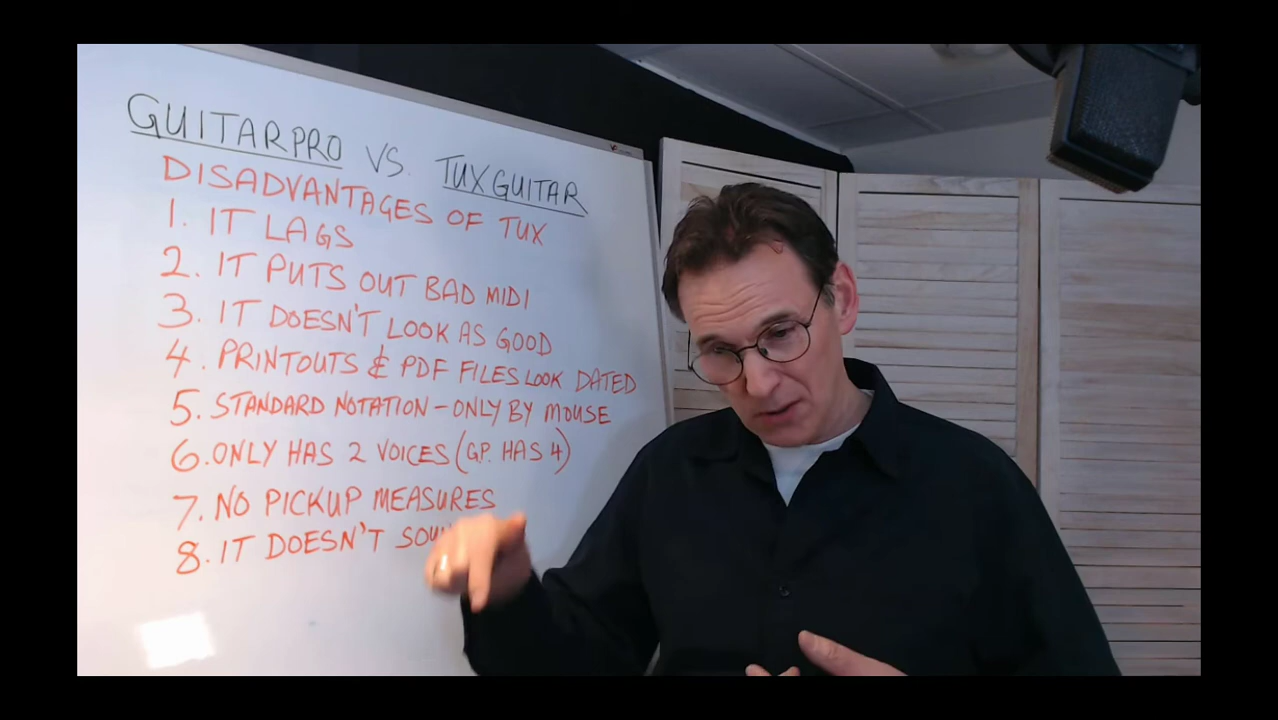 GUITARPRO VS. TUXGUITAR
DISADVANTAGES OF TUX
1. IT LAGS
2. IT PUTS OUT BAD MIDI
3. IT DOESN'T LOOK AS GOOD
4. PRINTOUTS & PDF FILES LOOK DATED
5. STANDARD NOTATION - ONLY BY MOUSE
6. ONLY HAS 2 VOICES (G.P. HAS 4)
7. NO PICKUP MEASURES
8. IT DOESN'T